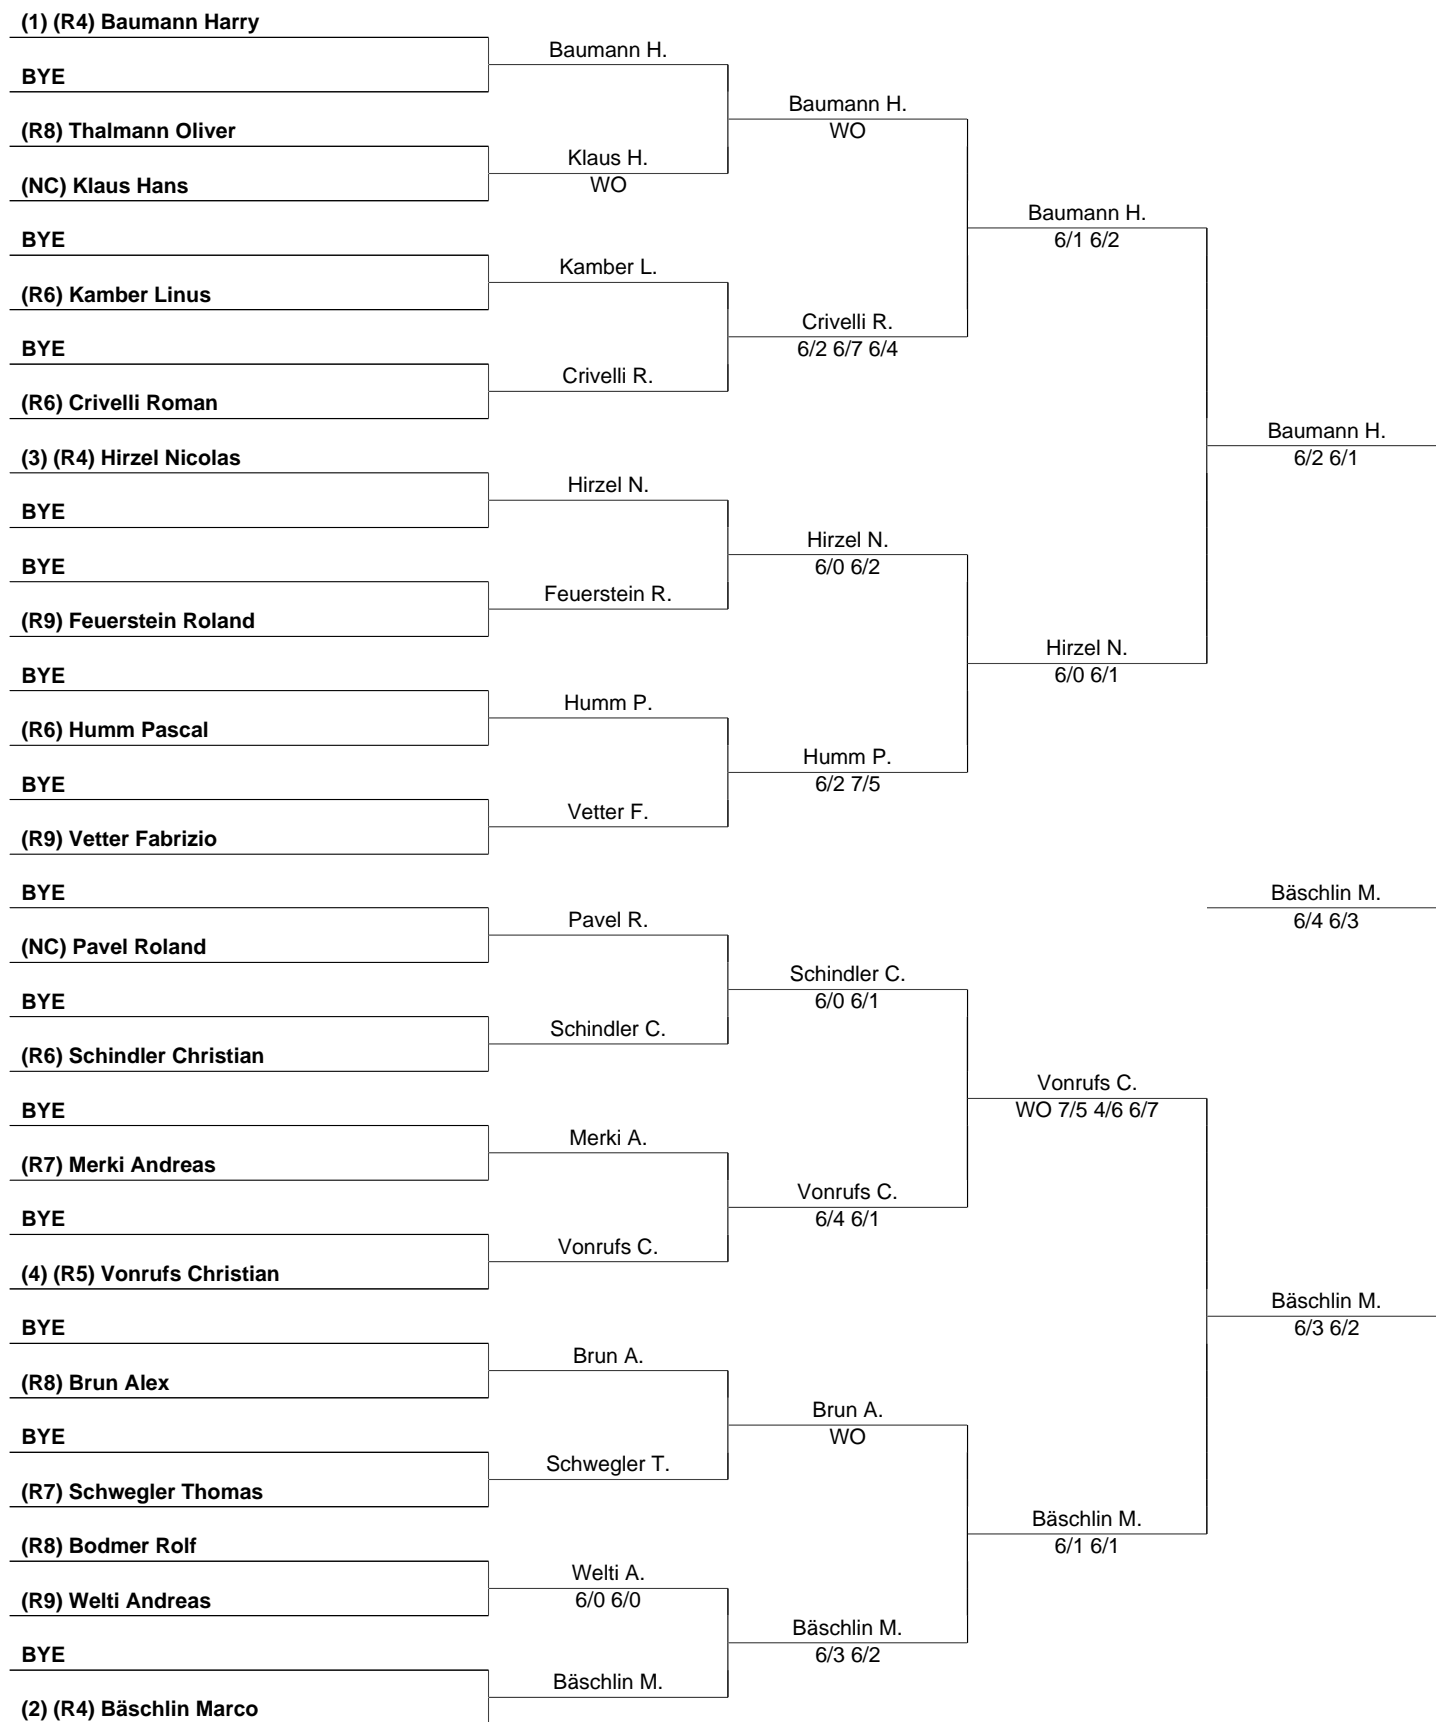 (1) (R4) Baumann Harry
BYE
(R8) Thalmann Oliver
(NC) Klaus Hans
BYE
(R6) Kamber Linus
BYE
(R6) Crivelli Roman
(3) (R4) Hirzel Nicolas
BYE
BYE
(R9) Feuerstein Roland
BYE
(R6) Humm Pascal
BYE
(R9) Vetter Fabrizio
BYE
(NC) Pavel Roland
BYE
(R6) Schindler Christian
BYE
(R7) Merki Andreas
BYE
(4) (R5) Vonrufs Christian
BYE
(R8) Brun Alex
BYE
(R7) Schwegler Thomas
(R8) Bodmer Rolf
(R9) Welti Andreas
BYE
(2) (R4) Bäschlin Marco
Baumann H.
Klaus H.
WO
Kamber L.
Crivelli R.
Hirzel N.
Feuerstein R.
Humm P.
Vetter F.
Pavel R.
Schindler C.
Merki A.
Vonrufs C.
Brun A.
Schwegler T.
Welti A.
6/0 6/0
Bäschlin M.
Baumann H.
WO
Crivelli R.
6/2 6/7 6/4
Hirzel N.
6/0 6/2
Humm P.
6/2 7/5
Schindler C.
6/0 6/1
Vonrufs C.
6/4 6/1
Brun A.
WO
Bäschlin M.
6/3 6/2
Baumann H.
6/1 6/2
Hirzel N.
6/0 6/1
Vonrufs C.
WO 7/5 4/6 6/7
Bäschlin M.
6/1 6/1
Baumann H.
6/2 6/1
Bäschlin M.
6/4 6/3
Bäschlin M.
6/3 6/2